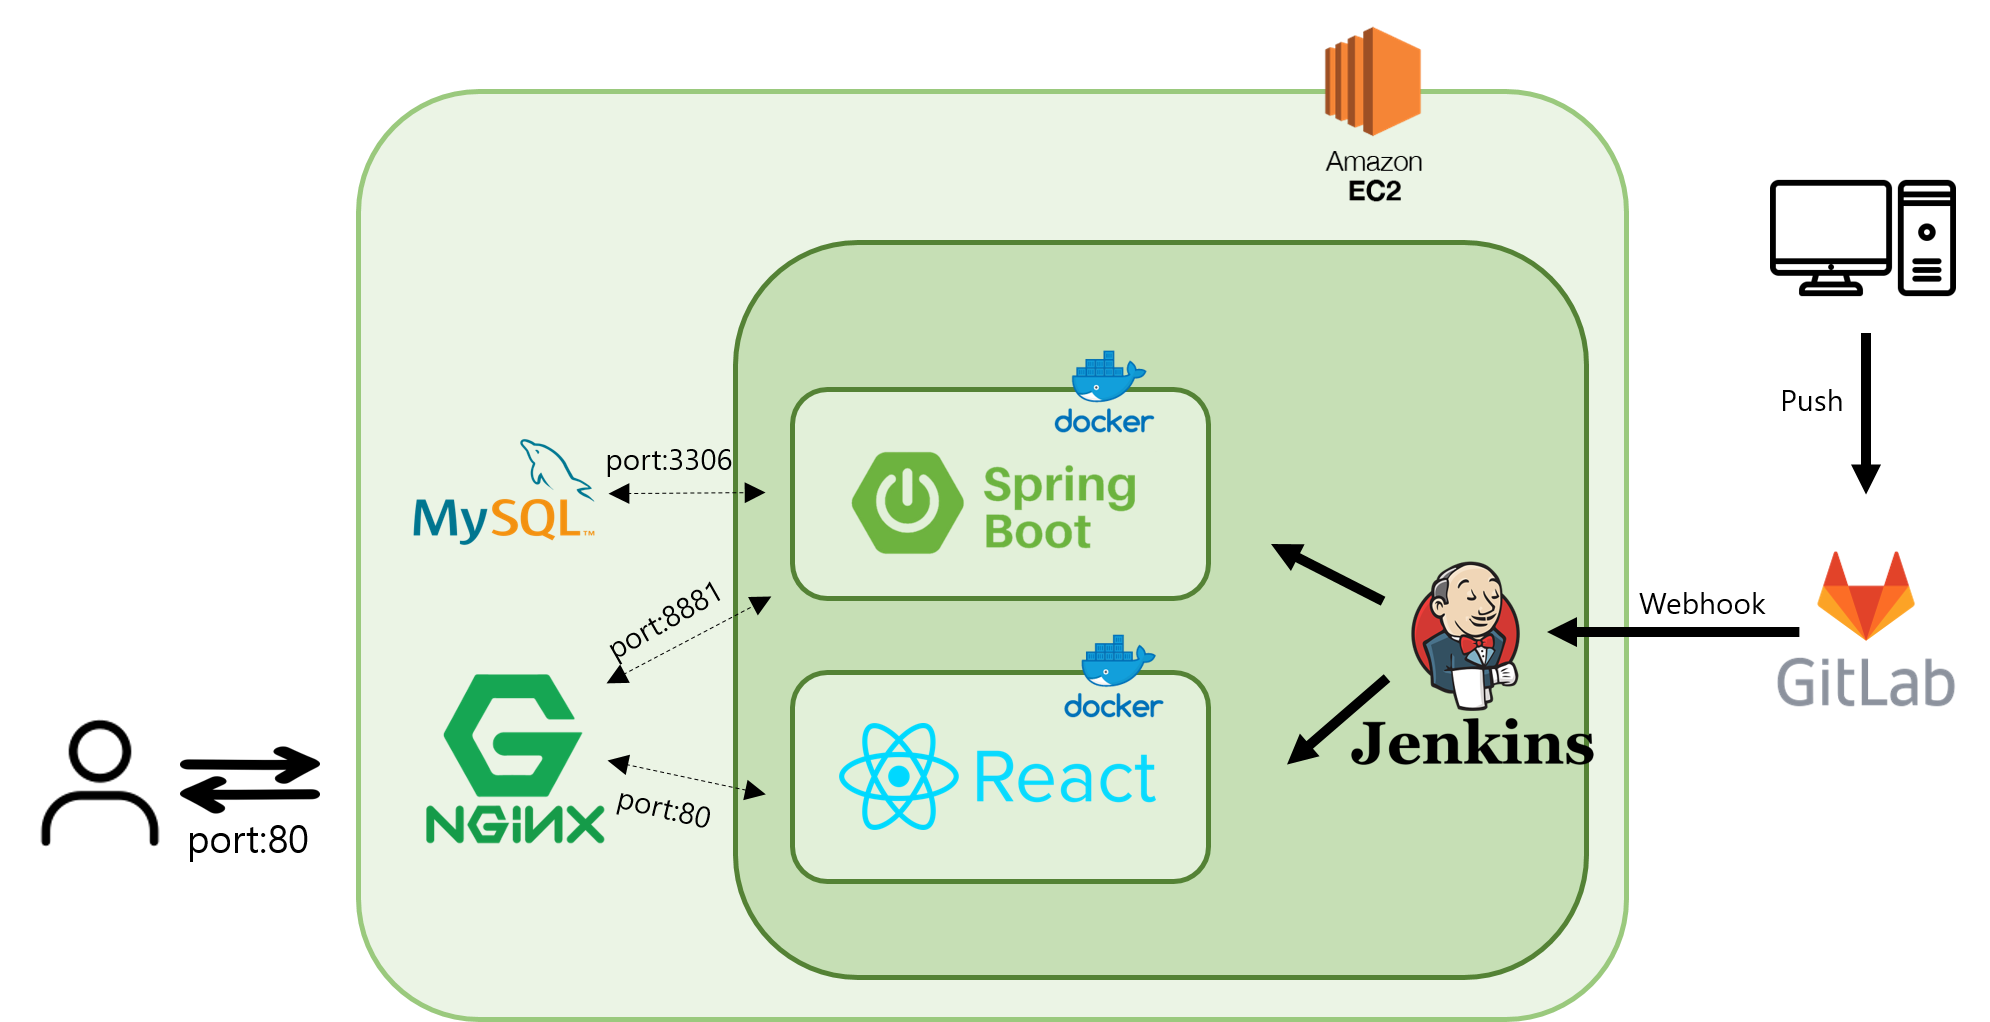 Amazon
EC2
docker
port:3306
MySQL™
Spring
Boot
Push
port:8881
Webhook
docker
GitLab
NGINX
React
Jenkins
port:80
port:80